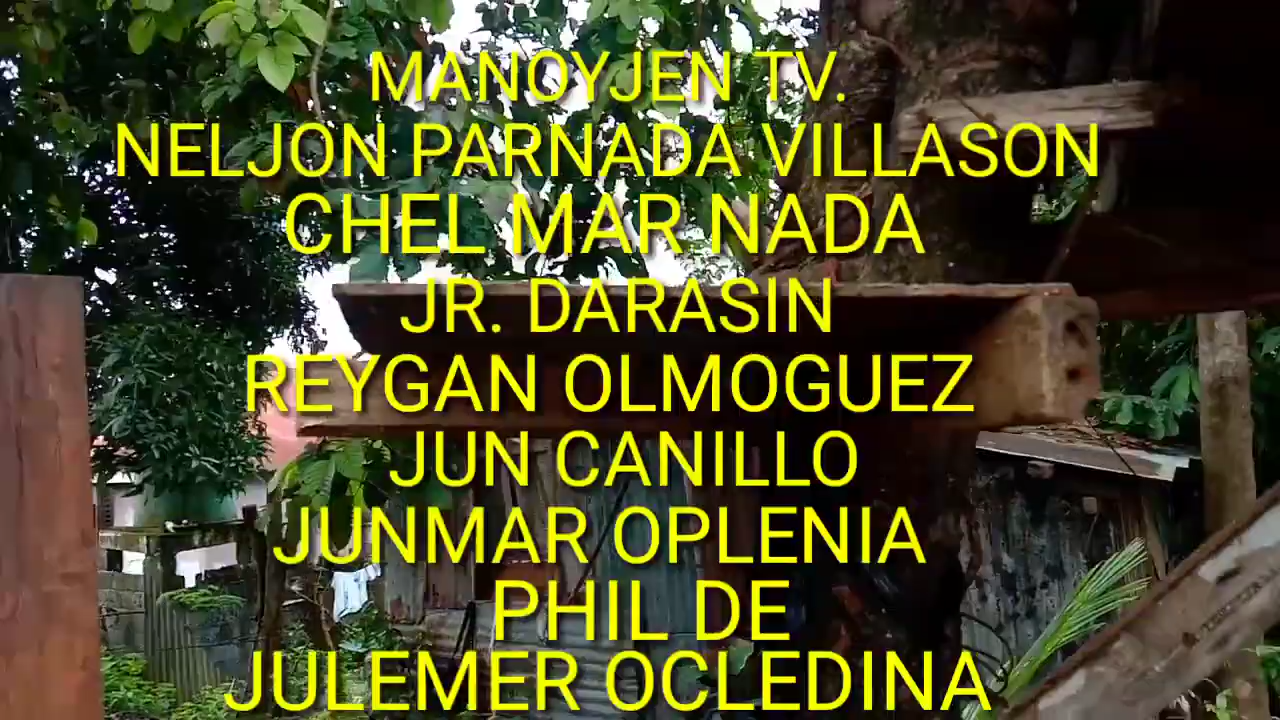 MANOYJEN TV.
NELJON PARNADA VILLASON
CHEL MAR NADA
JR. DARASIN
REYGAN OLMOGUEZ
JUN CANILLO
JUNMAR OPLENIA
PHIL DE
JULEMER OCLEDINA